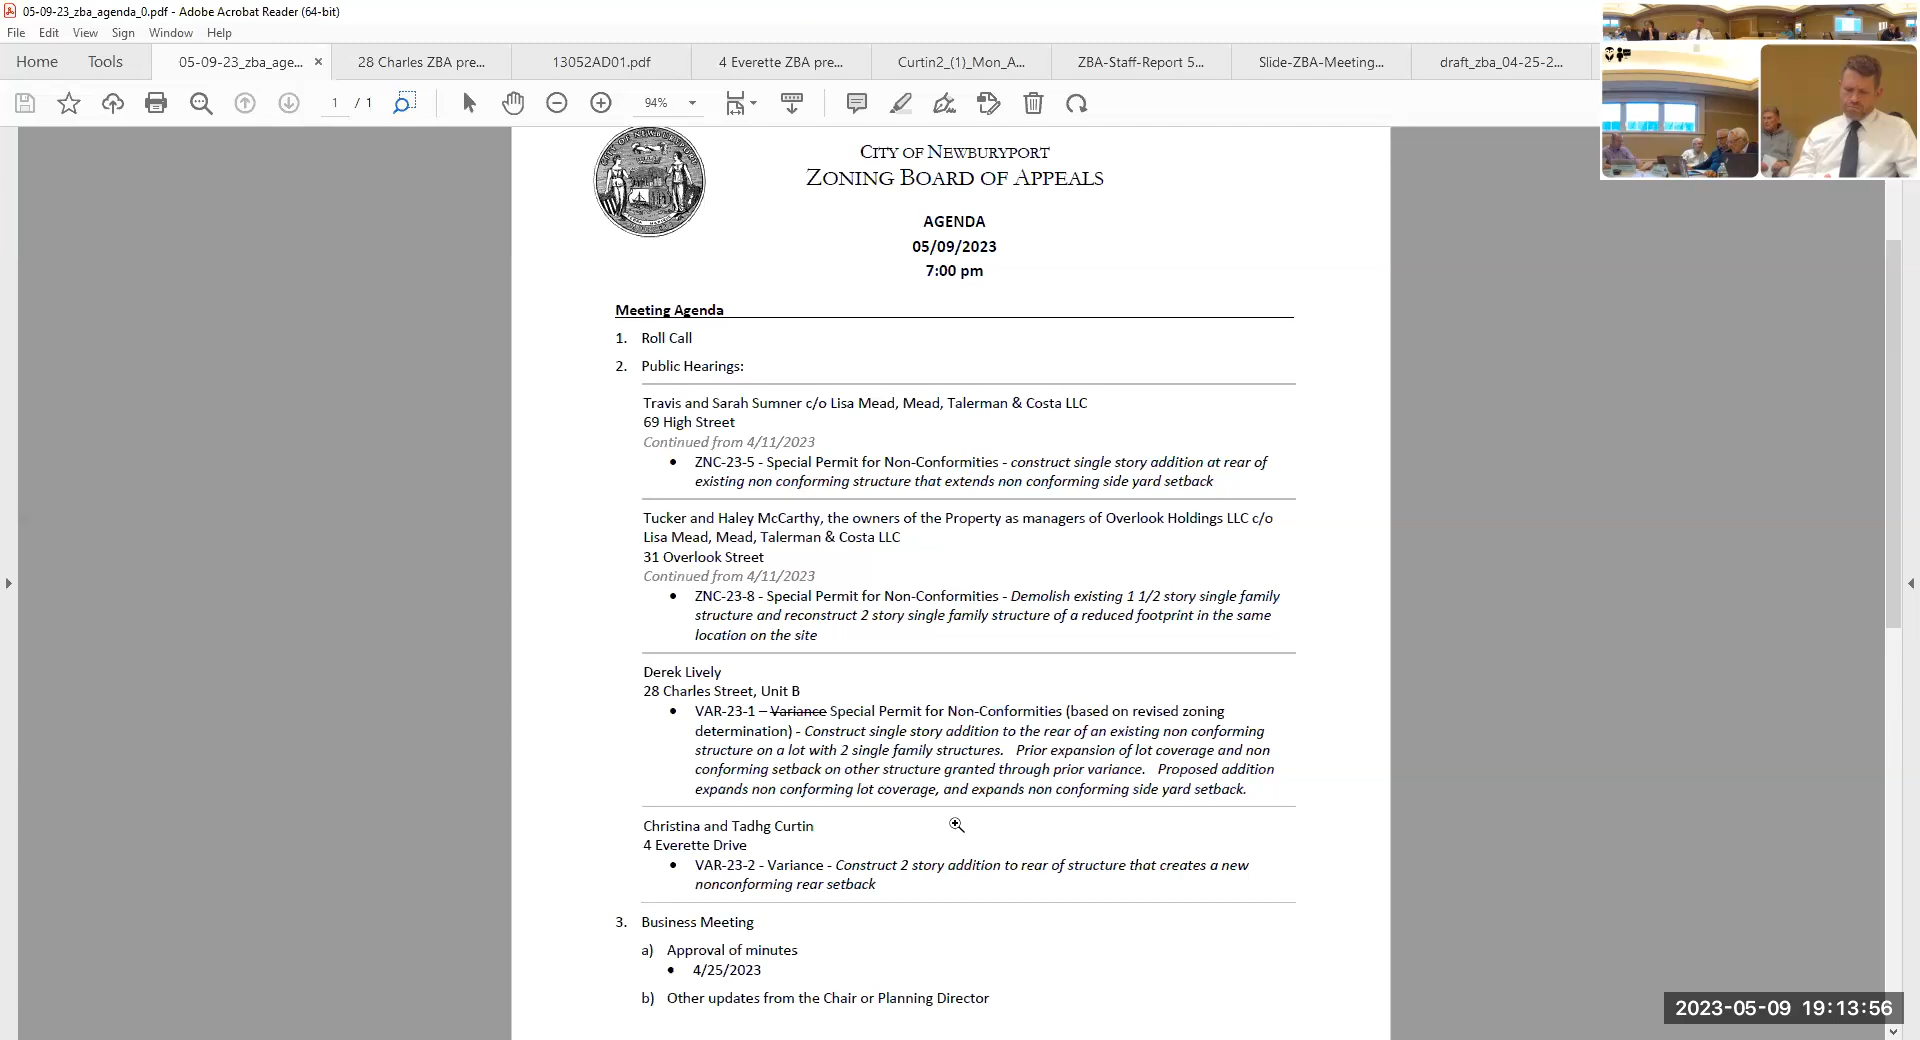 05-09-23_zba_agenda_0.pdf - Adobe Acrobat Reader (64-bit)
File Edit View Sign Window Help
Home Tools 05-09-23_zba_age... × 28 Charles ZBA pre... 13052AD01.pdf 4 Everette ZBA pre... Curtin2_(1)_Mon_A... ZBA-Staff-Report 5... Slide-ZBA-Meeting... draft_zba_04-25-2...
1 / 1 94%
CITY OF NEWBURYPORT
ZONING BOARD OF APPEALS
AGENDA
05/09/2023
7:00 pm
Meeting Agenda
1. Roll Call
2. Public Hearings:
Travis and Sarah Sumner c/o Lisa Mead, Mead, Talerman & Costa LLC
69 High Street
Continued from 4/11/2023
• ZNC-23-5 - Special Permit for Non-Conformities - construct single story addition at rear of
existing non conforming structure that extends non conforming side yard setback
Tucker and Haley McCarthy, the owners of the Property as managers of Overlook Holdings LLC c/o
Lisa Mead, Mead, Talerman & Costa LLC
31 Overlook Street
Continued from 4/11/2023
• ZNC-23-8 - Special Permit for Non-Conformities - Demolish existing 1 1/2 story single family
structure and reconstruct 2 story single family structure of a reduced footprint in the same
location on the site
Derek Lively
28 Charles Street, Unit B
• VAR-23-1 – Variance Special Permit for Non-Conformities (based on revised zoning
determination) - Construct single story addition to the rear of an existing non conforming
structure on a lot with 2 single family structures. Prior expansion of lot coverage and non
conforming setback on other structure granted through prior variance. Proposed addition
expands non conforming lot coverage, and expands non conforming side yard setback.
Christina and Tadhg Curtin
4 Everette Drive
• VAR-23-2 - Variance - Construct 2 story addition to rear of structure that creates a new
nonconforming rear setback
3. Business Meeting
a) Approval of minutes
• 4/25/2023
b) Other updates from the Chair or Planning Director
2023-05-09 19:13:56